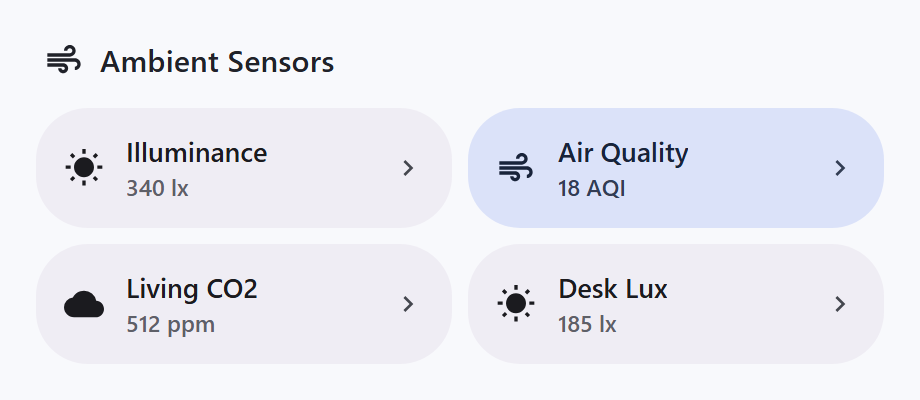 Ambient Sensors
Illuminance
340 lx
Air Quality
18 AQI
Living CO2
512 ppm
Desk Lux
185 lx